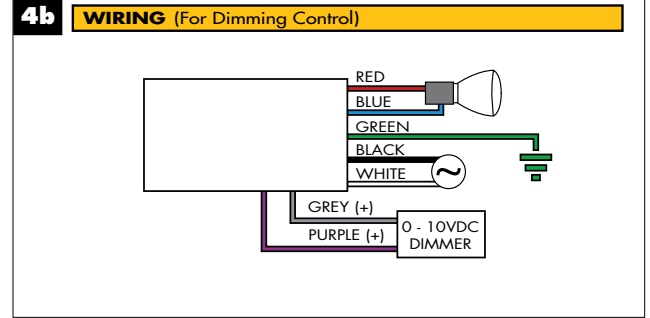 4b WIRING (For Dimming Control)
RED
BLUE
GREEN
BLACK
WHITE
GREY (+)
PURPLE (+)
0 - 10VDC
DIMMER